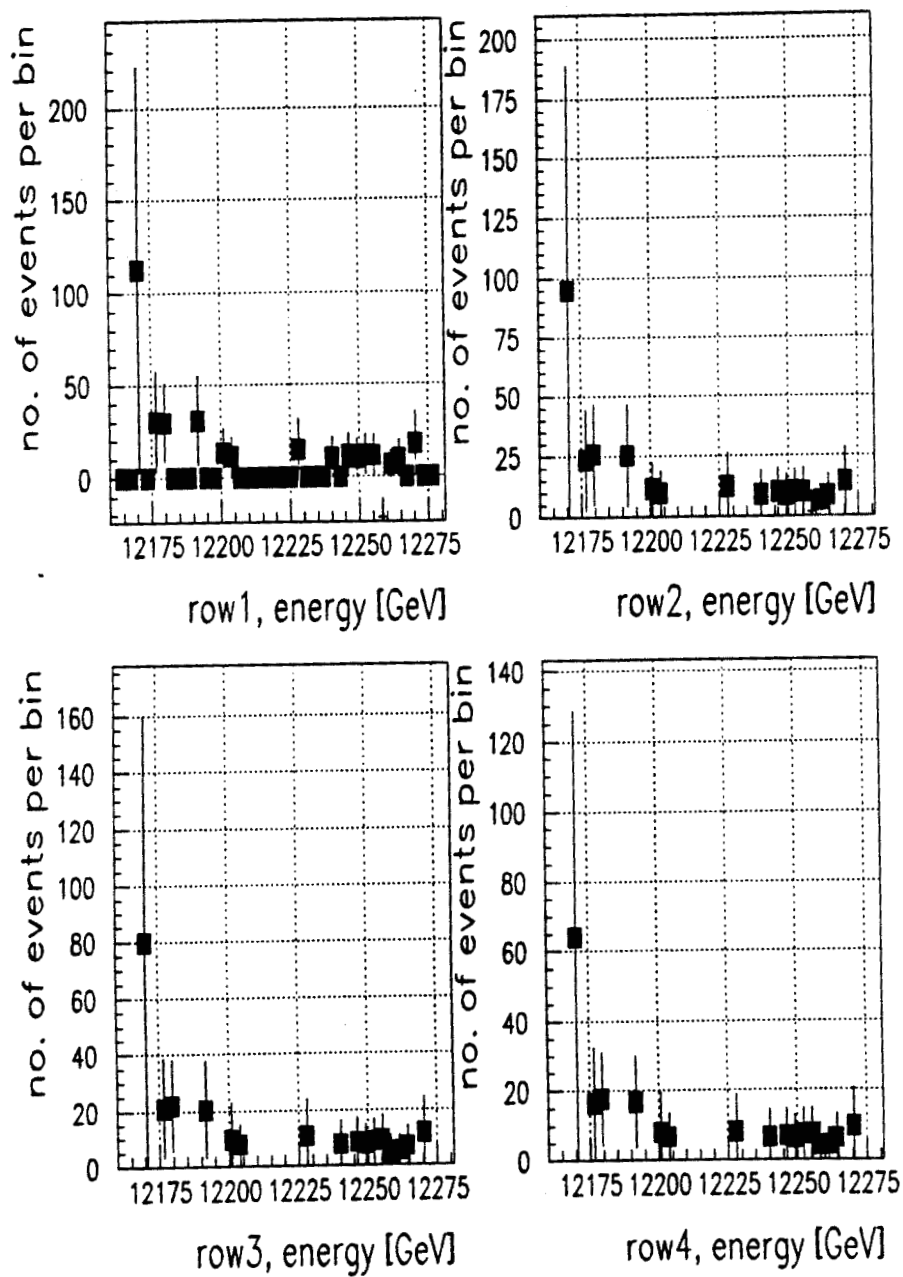 no. of events per bin
200
150
100
50
0
12175 12200 12225 12250 12275
row1, energy [GeV]
no. of events per bin
200
175
150
125
100
75
50
25
0
12175 12200 12225 12250 12275
row2, energy [GeV]
no. of events per bin
160
140
120
100
80
60
40
20
0
12175 12200 12225 12250 12275
row3, energy [GeV]
no. of events per bin
140
120
100
80
60
40
20
0
12175 12200 12225 12250 12275
row4, energy [GeV]